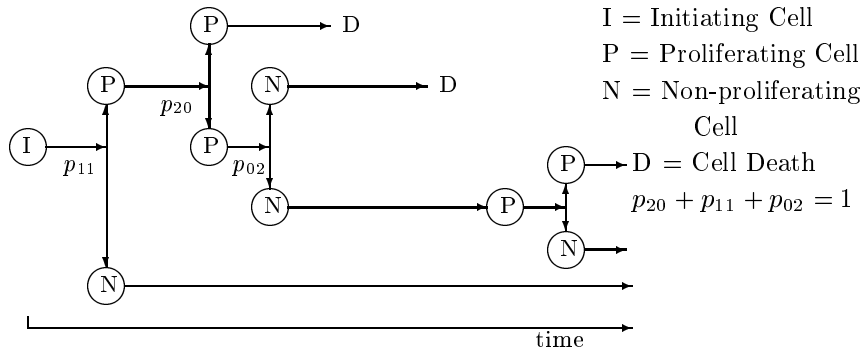 P
D
I = Initiating Cell
P = Proliferating Cell
P
p20
N
D
N = Non-proliferating
Cell
I
p11
P
p02
P
D = Cell Death
N
P
p20 + p11 + p02 = 1
N
N
time